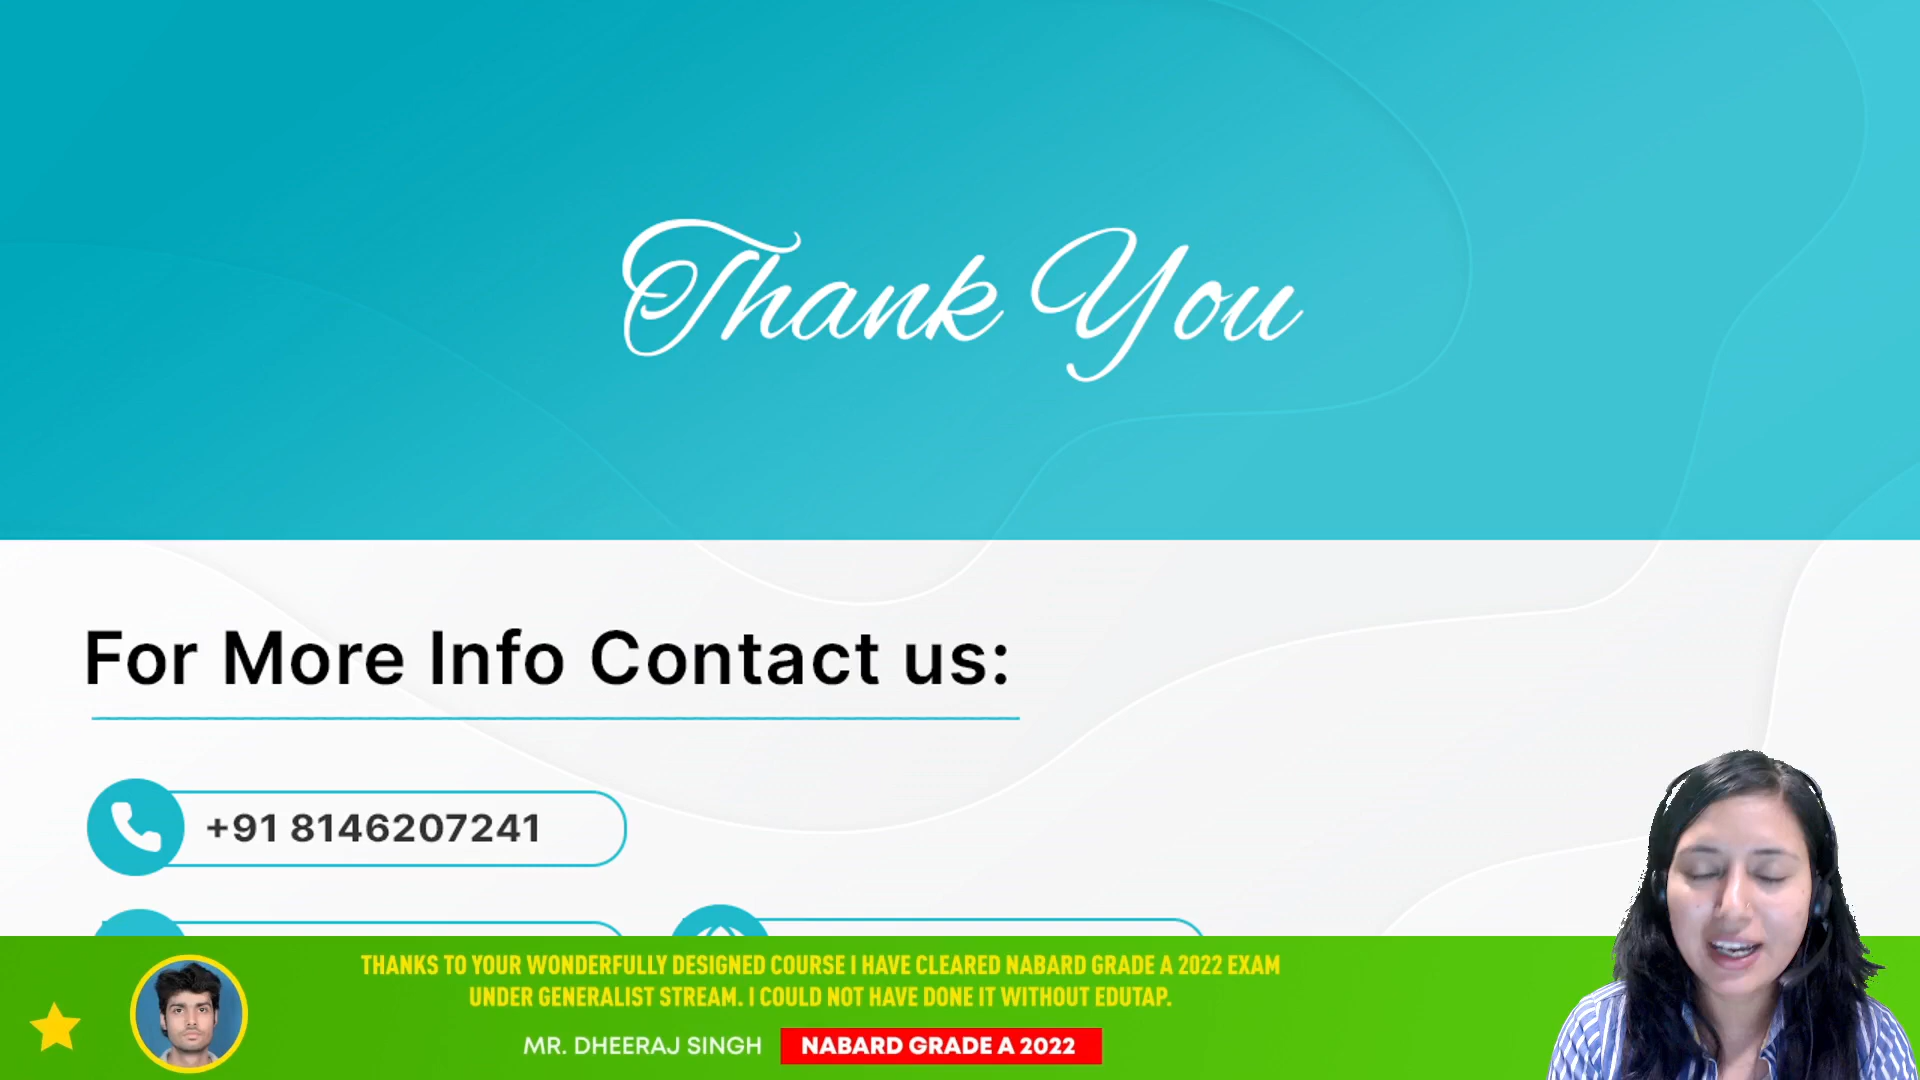 Thank You
For More Info Contact us:
+91 8146207241
THANKS TO YOUR WONDERFULLY DESIGNED COURSE I HAVE CLEARED NABARD GRADE A 2022 EXAM
UNDER GENERALIST STREAM. I COULD NOT HAVE DONE IT WITHOUT EDUTAP.
MR. DHEERAJ SINGH NABARD GRADE A 2022